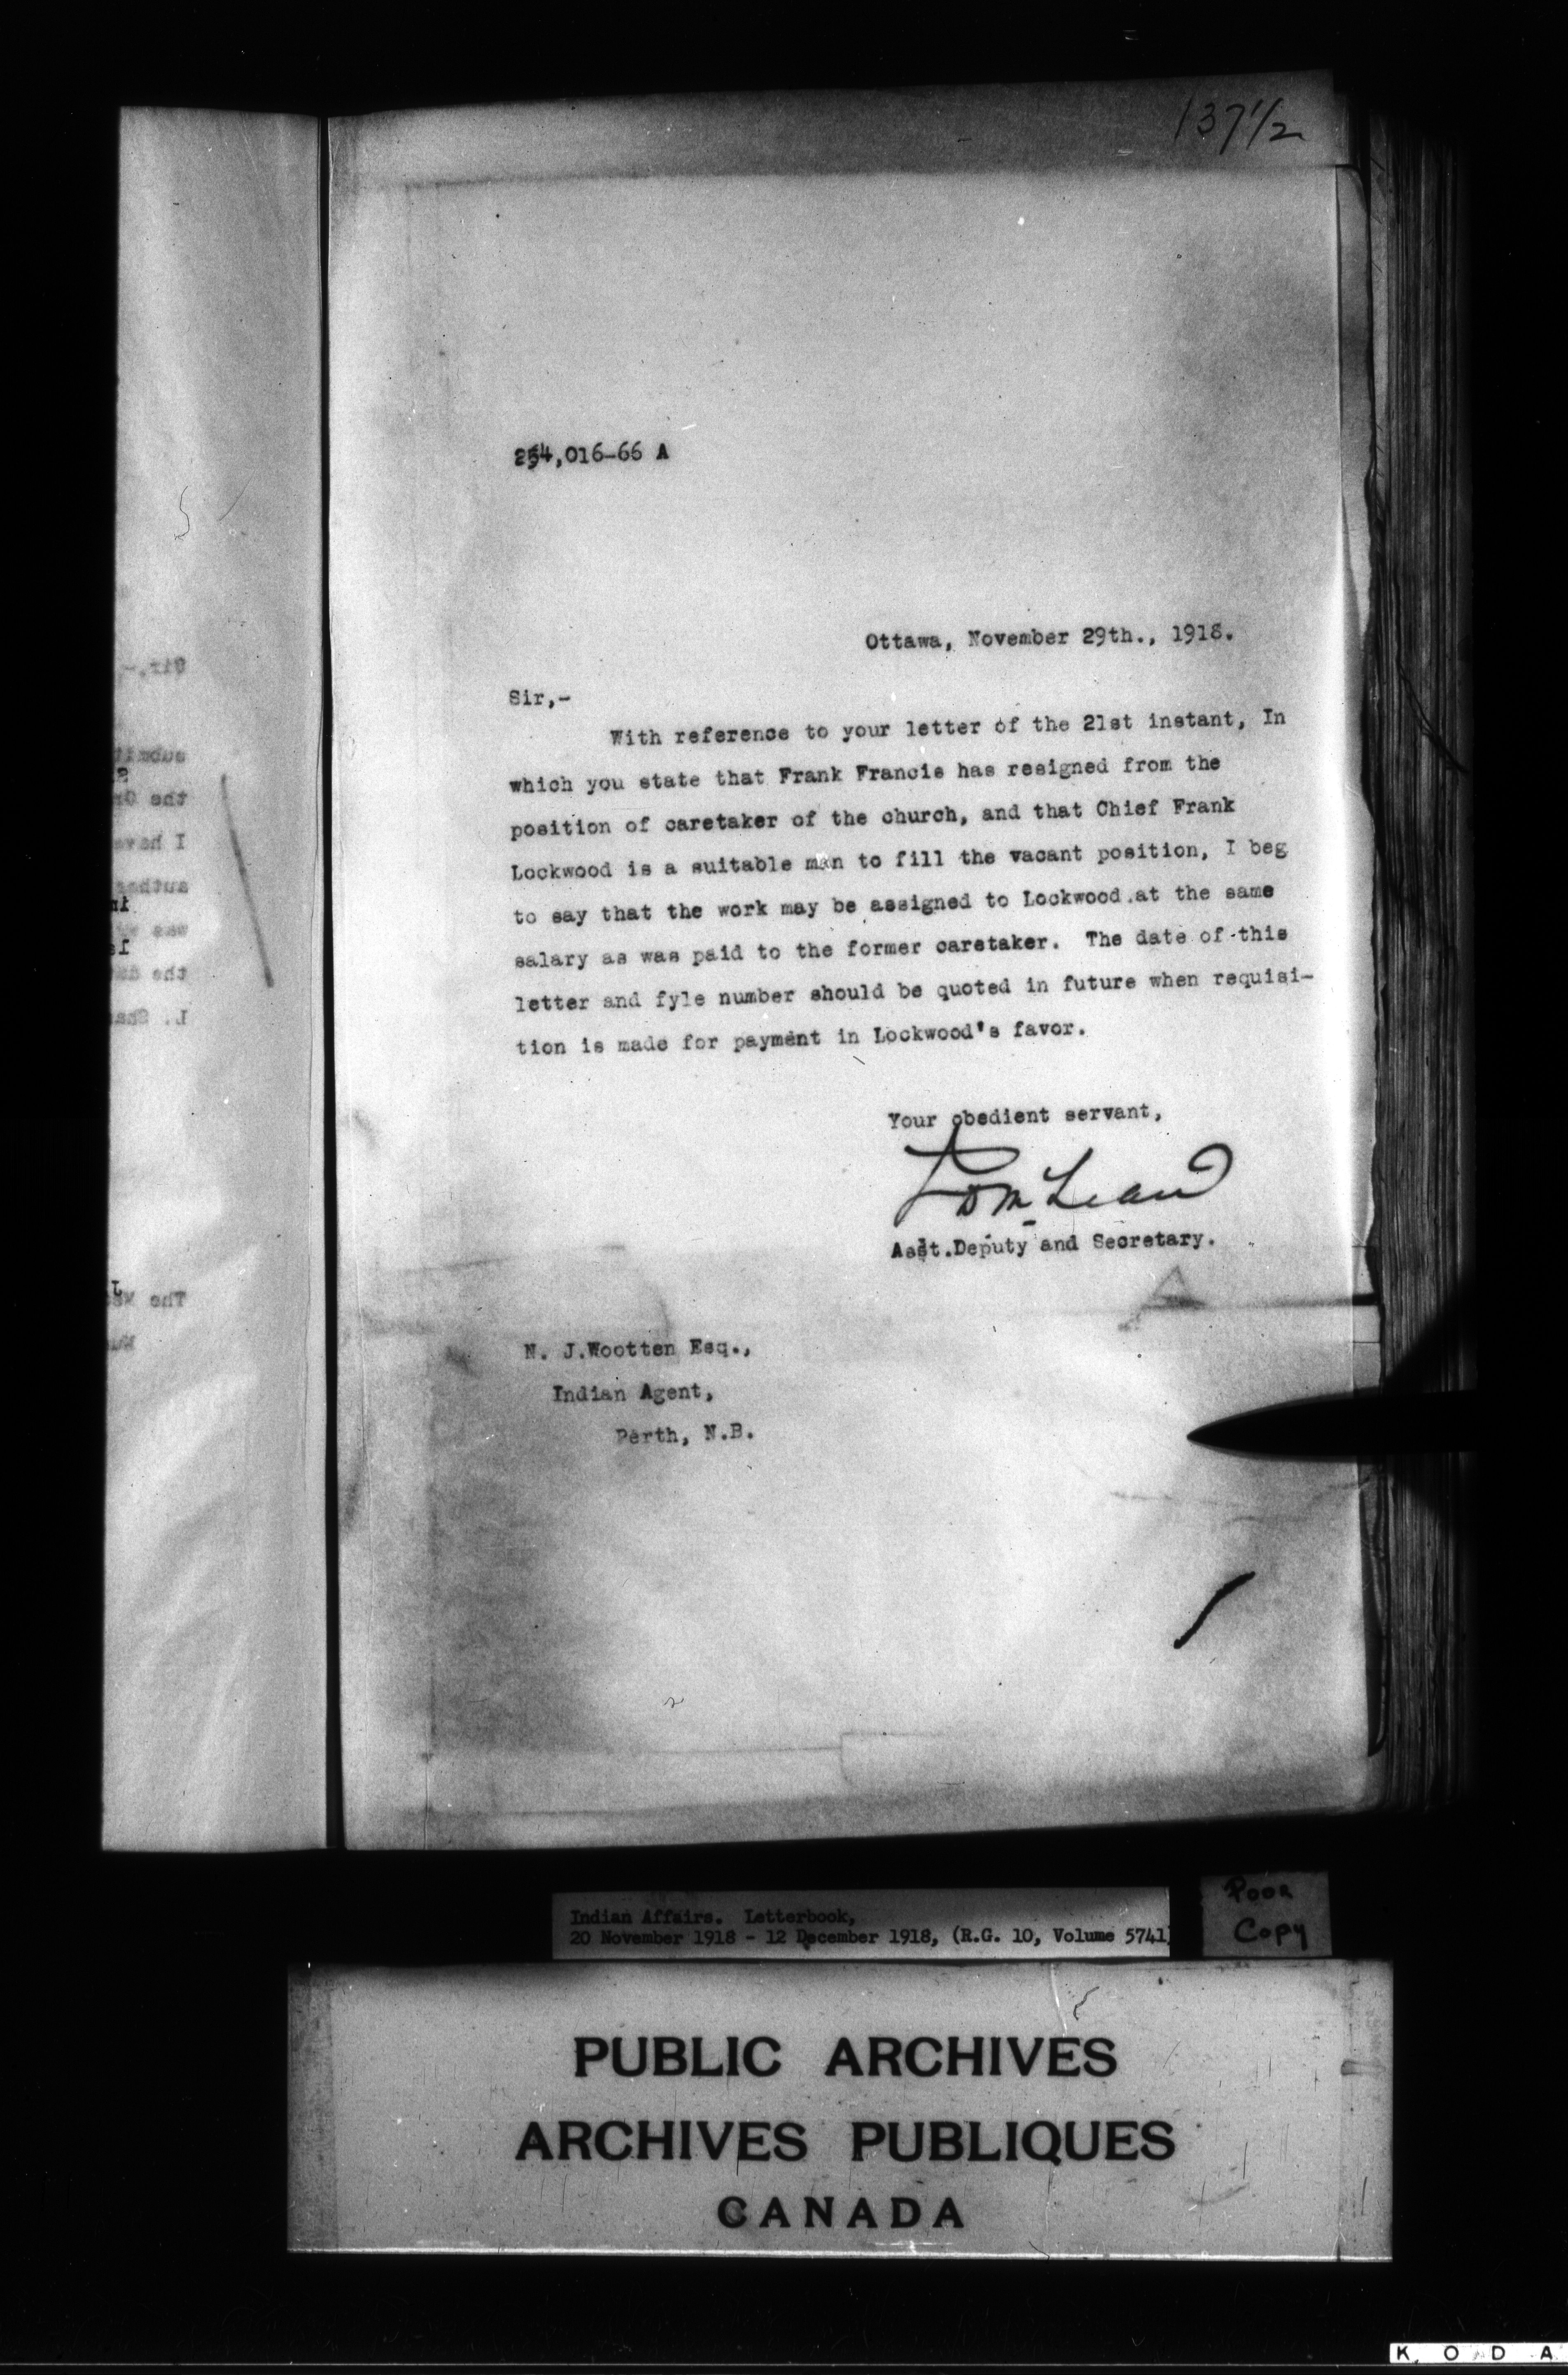 137 1/2
254,016-66 A
Ottawa, November 29th., 1918.
Sir,-
With reference to your letter of the 21st instant, In
which you state that Frank Francis has resigned from the
position of caretaker of the church, and that Chief Frank
Lockwood is a suitable man to fill the vacant position, I beg
to say that the work may be assigned to Lockwood.at the same
salary as was paid to the former caretaker. The date of this
letter and fyle number should be quoted in future when requisi-
tion is made for payment in Lockwood's favor.
Your obedient servant,
McLean
Asst.Deputy and Secretary.
N. J.Wootten Esq.,
Indian Agent,
Perth, N.B.
Indian Affairs. Letterbook,
20 November 1918 - 12 December 1918, (R.G. 10, Volume 5741)
Poor
Copy
PUBLIC ARCHIVES
ARCHIVES PUBLIQUES
CANADA
K O D A